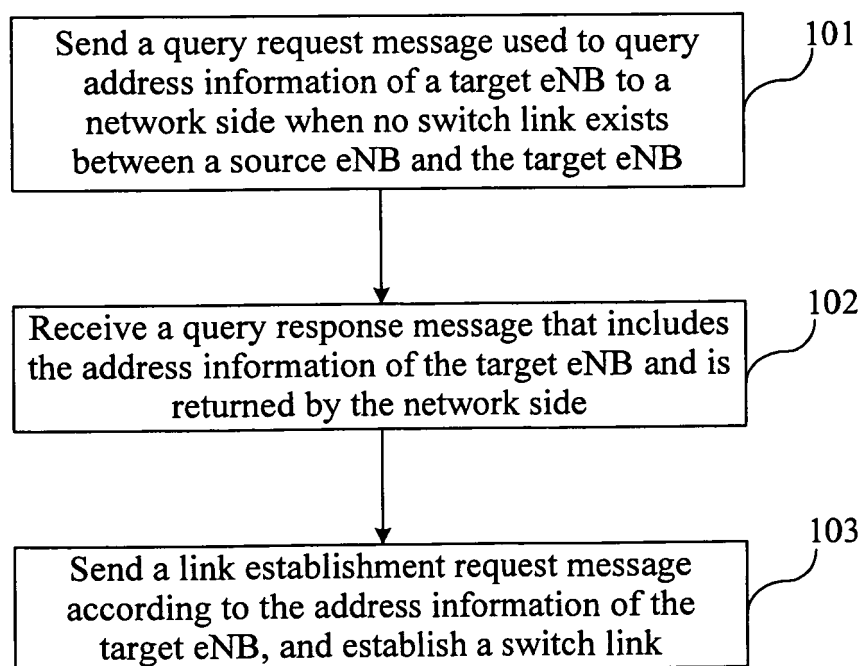 Send a query request message used to query
address information of a target eNB to a
network side when no switch link exists
between a source eNB and the target eNB
101
Receive a query response message that includes
the address information of the target eNB and is
returned by the network side
102
Send a link establishment request message
according to the address information of the
target eNB, and establish a switch link
103